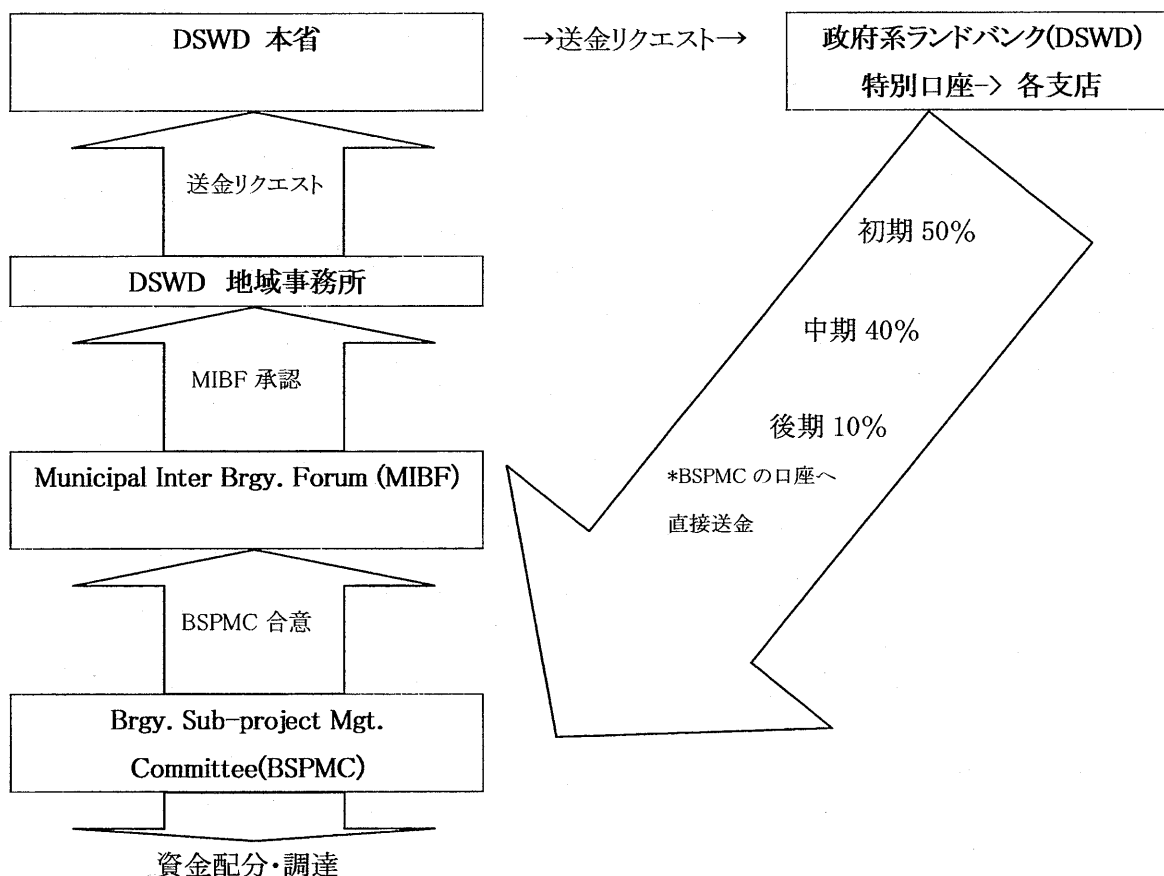 DSWD 本省
→送金リクエスト→
政府系ランドバンク(DSWD)
特別口座-> 各支店
送金リクエスト
初期 50%
DSWD 地域事務所
中期 40%
MIBF 承認
後期 10%
Municipal Inter Brgy. Forum (MIBF)
*BSPMC の口座へ
直接送金
BSPMC 合意
Brgy. Sub-project Mgt.
Committee(BSPMC)
資金配分・調達